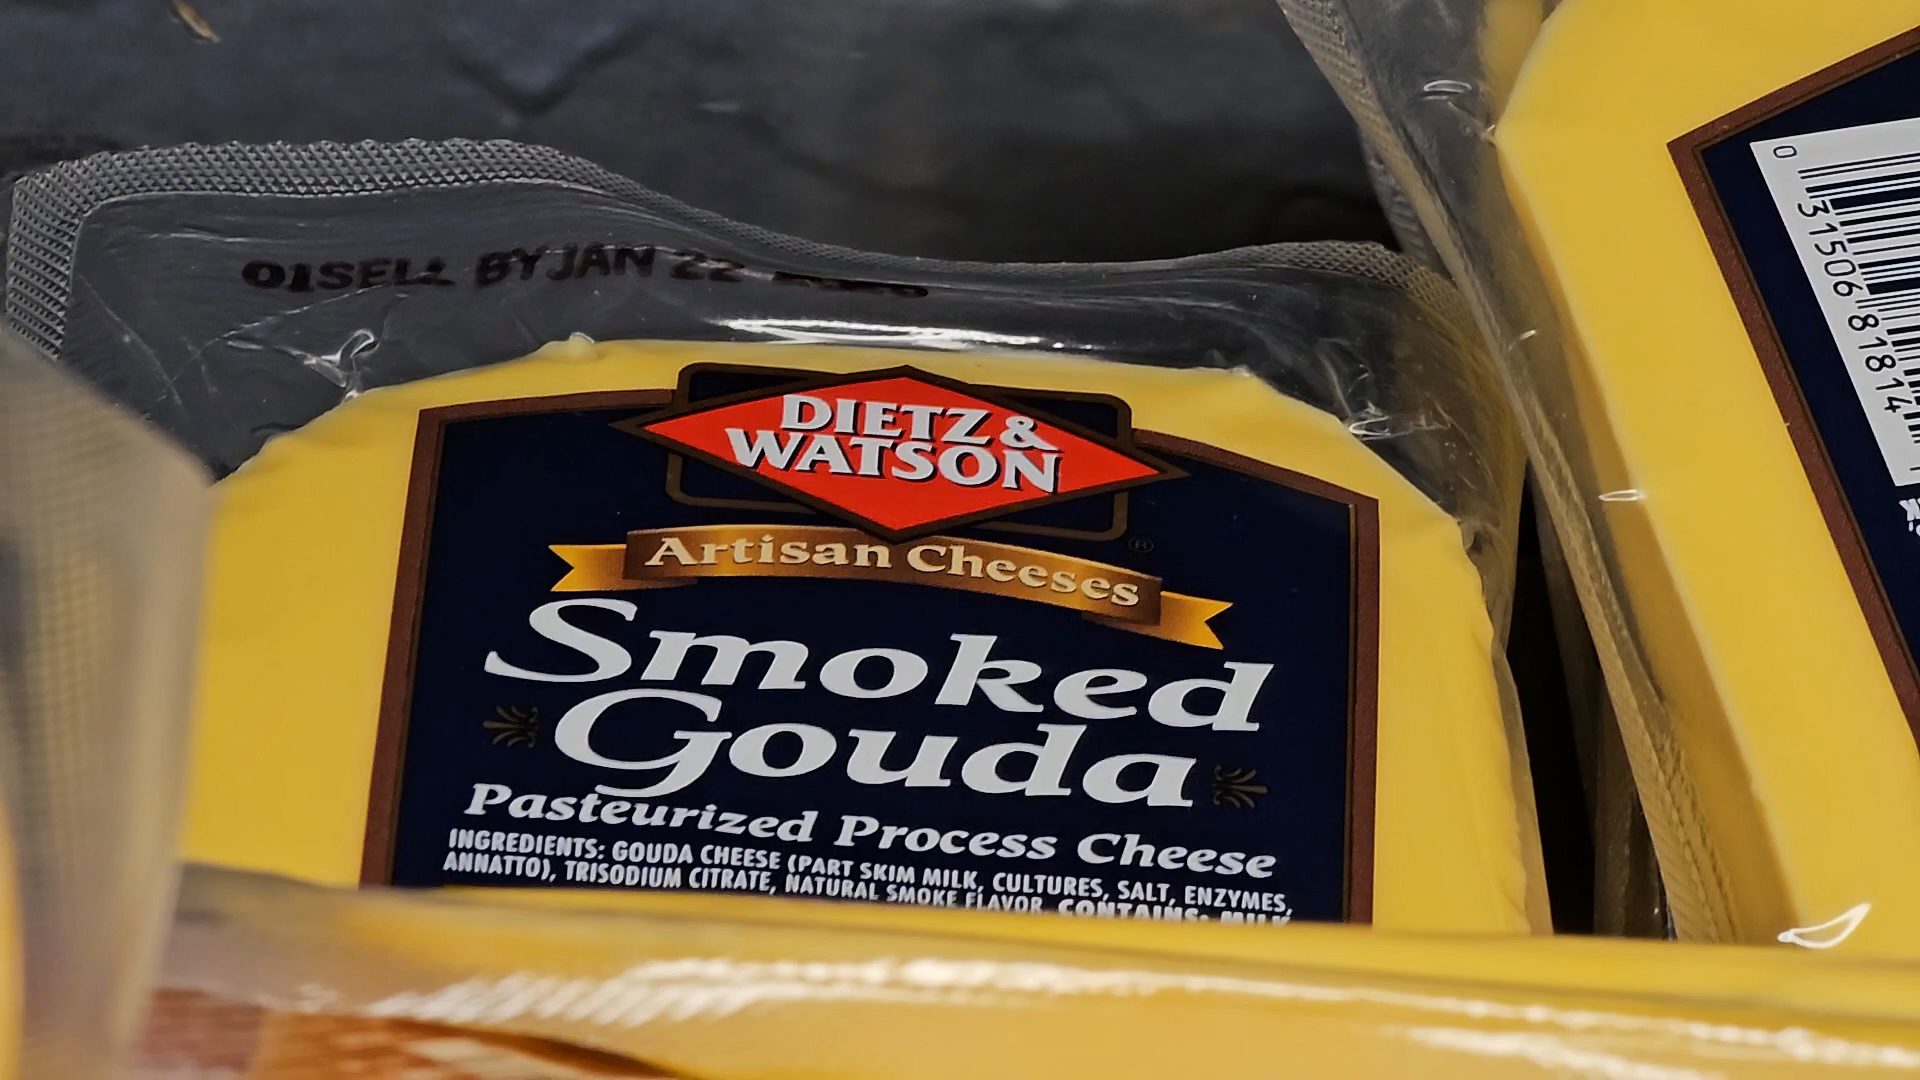 01SELL BY JAN 22
DIETZ &
WATSON
®
Artisan Cheeses
Smoked
Gouda
Pasteurized Process Cheese
INGREDIENTS: GOUDA CHEESE (PART SKIM MILK, CULTURES, SALT, ENZYMES,
ANNATTO), TRISODIUM CITRATE, NATURAL SMOKE FLAVOR. CONTAINS: MILK
0 31506 81814